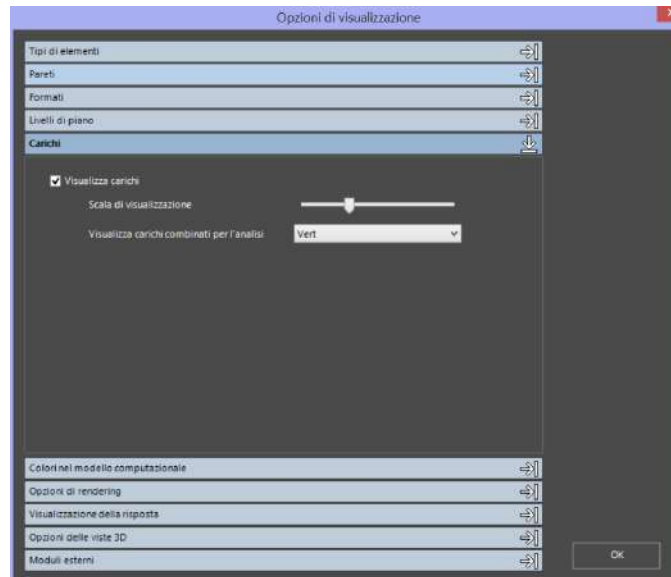 Opzioni di visualizzazione
Tipi di elementi
Pareti
Formati
Livelli di piano
Carichi
Visualizza carichi
Scala di visualizzazione
Visualizza carichi combinati per l'analisi
Vert
Colori nel modello computazionale
Opzioni di rendering
Visualizzazione della risposta
Opzioni delle viste 3D
Moduli esterni
OK